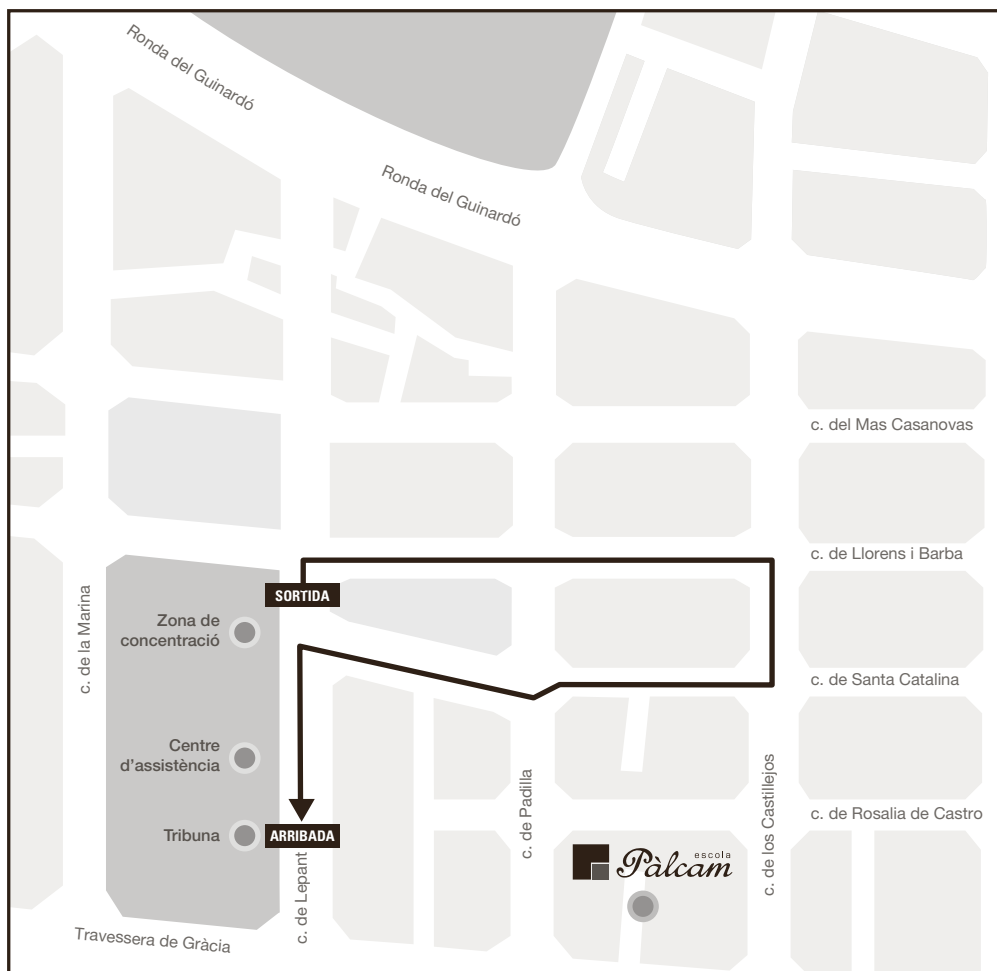 Ronda del Guinardó
Ronda del Guinardó
c. del Mas Casanovas
c. de Llorens i Barba
SORTIDA
Zona de
concentració
c. de la Marina
c. de Santa Catalina
Centre
d'assistència
c. de Padilla
c. de los Castillejos
c. de Rosalia de Castro
Tribuna
ARRIBADA
c. de Lepant
escola
Pàlcam
Travessera de Gràcia